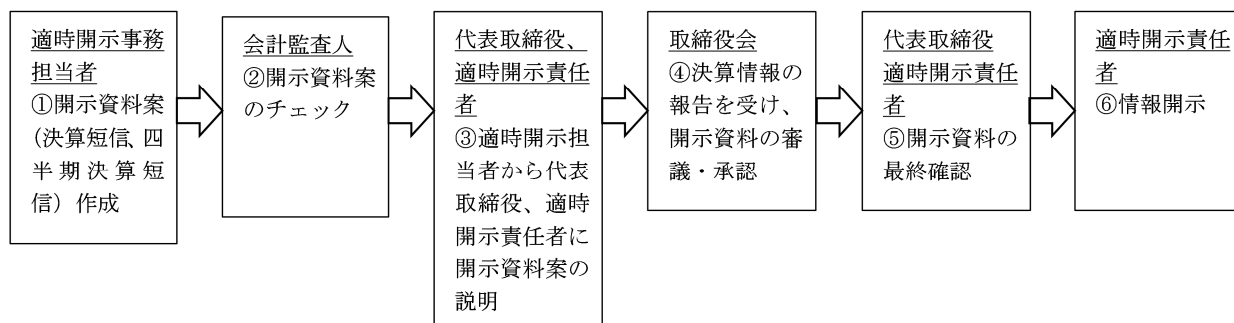 適時開示事務
担当者
①開示資料案
(決算短信、四
半期決算短
信）作成
会計監査人
②開示資料案
のチェック
代表取締役、
適時開示責任
者
③適時開示担
当者から代表
取締役、適時
開示責任者に
開示資料案の
説明
取締役会
④決算情報の
報告を受け、
開示資料の審
議・承認
代表取締役
適時開示責任
者
⑤開示資料の
最終確認
適時開示責任
者
⑥情報開示